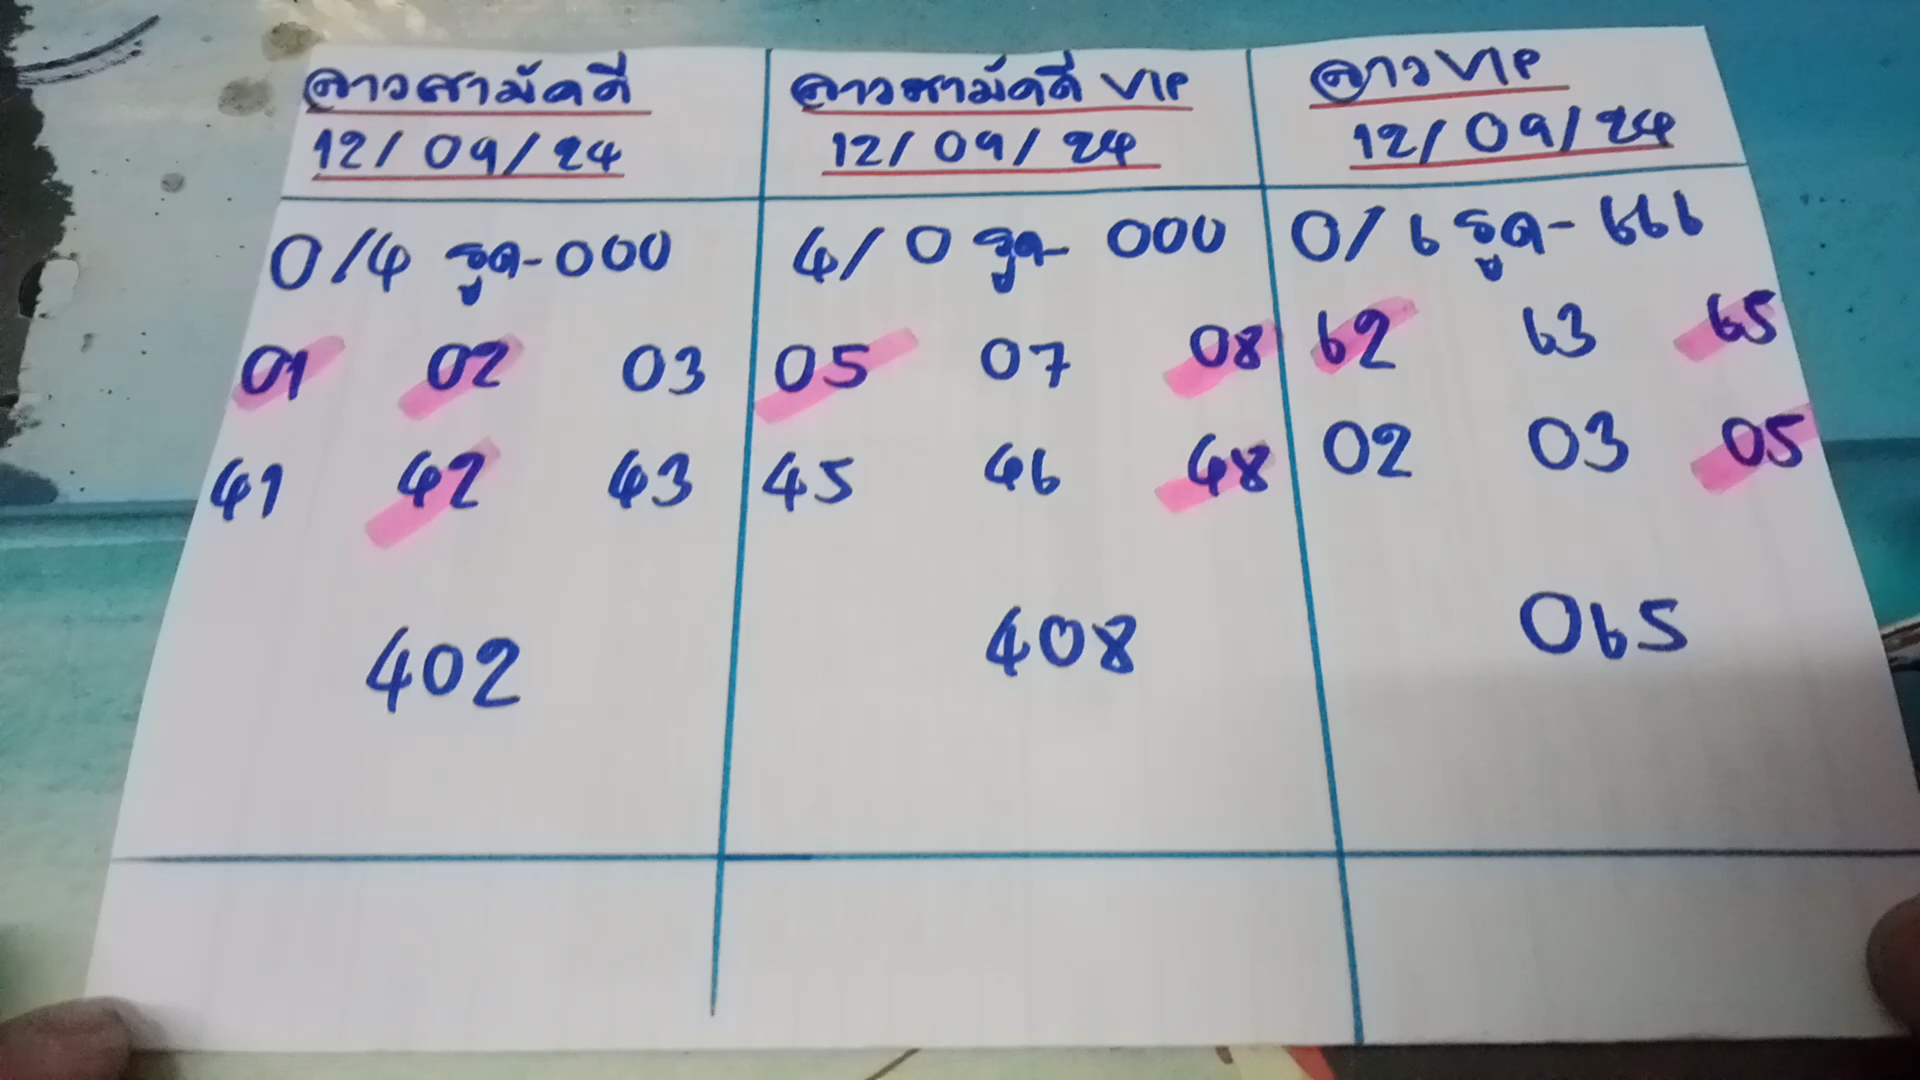 ลาวสามัคคี
12/09/24
0/4 รูด-000
01 02 03
41 42 43
402
ลาวสามัคคี VIP
12/09/24
4/0 รูด- 000
05 07 08
45 46 48
408
ลาว VIP
12/09/24
0/6 รูด- 666
62 63 65
02 03 05
065